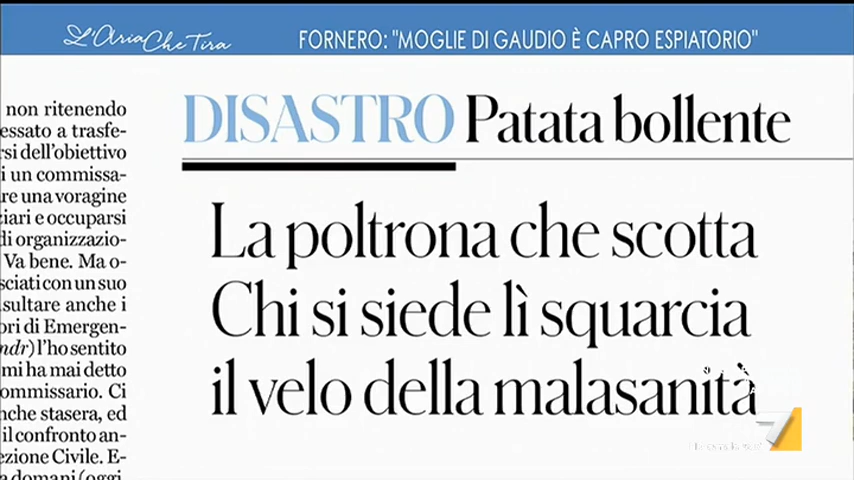 L'Aria Che Tira
FORNERO: "MOGLIE DI GAUDIO È CAPRO ESPIATORIO"
DISASTRO Patata bollente
La poltrona che scotta
Chi si siede lì squarcia
il velo della malasanità
non ritenendo
essato a trasfe-
rsi dell'obiettivo
i un commissa-
re una voragine
ziari e occuparsi
di organizzazio-
Va bene. Ma o-
sciati con un suo
sultare anche i
ori di Emergen-
ndr) l'ho sentito
mi ha mai detto
ommissario. Ci
nche stasera, ed
il confronto an-
ezione Civile. E-
a domani (oggi,
7